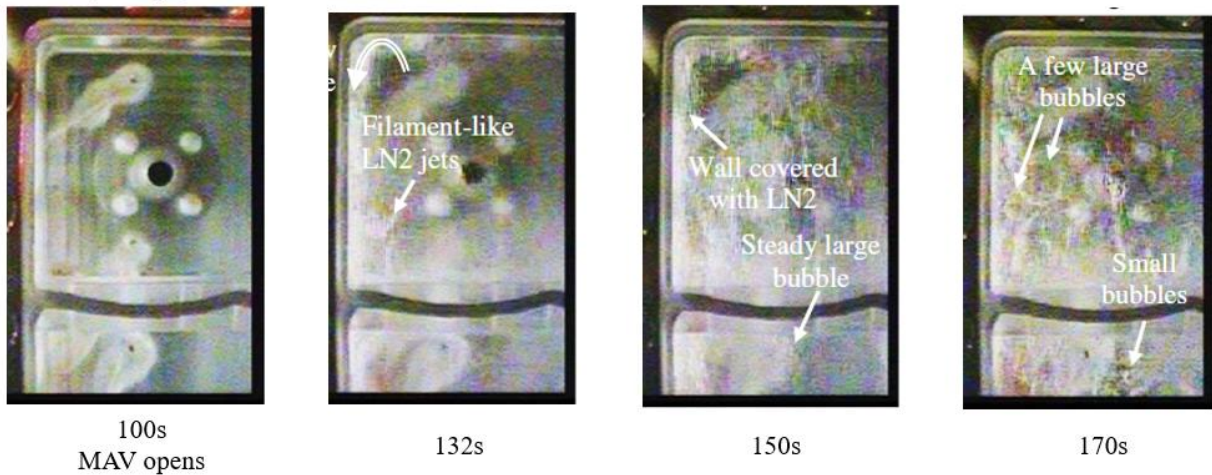 Filament-like
LN2 jets
Wall covered
with LN2
Steady large
bubble
A few large
bubbles
Small
bubbles
100s
MAV opens
132s
150s
170s